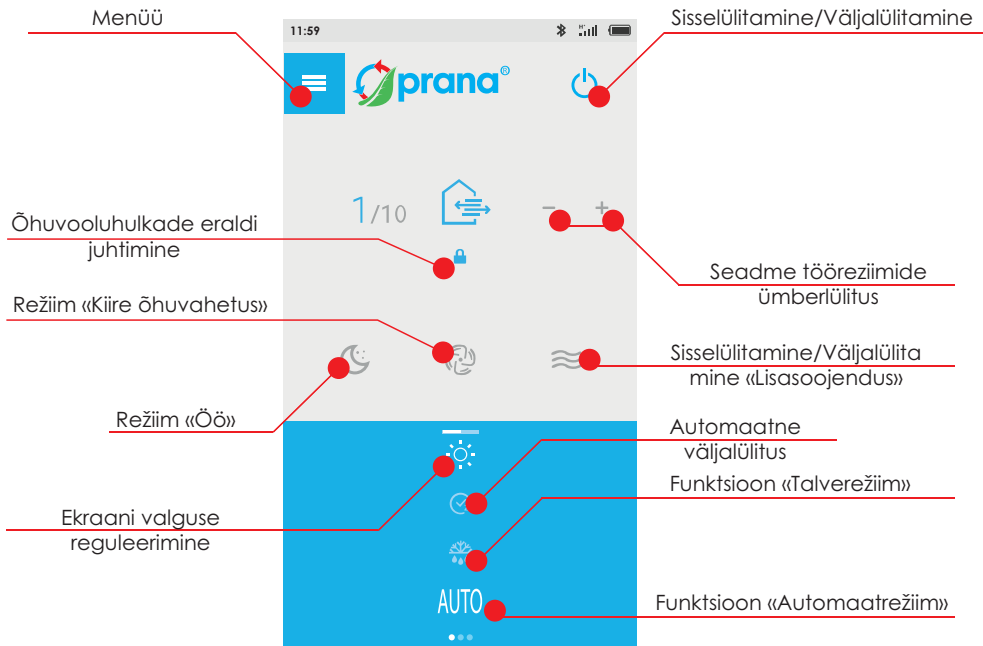 Menüü
Sisselülitamine/Väljalülitamine
11:59
prana®
1/10
Õhuvooluhulkade eraldi
juhtimine
Seadme tööreziimide
ümberlülitus
Režiim «Kiire õhuvahetus»
Sisselülitamine/Väljalülita
mine «Lisasoojendus»
Režiim «Öö»
Automaatne
väljalülitus
Funktsioon «Talverežiim»
Ekraani valguse
reguleerimine
AUTO
Funktsioon «Automaatrežiim»